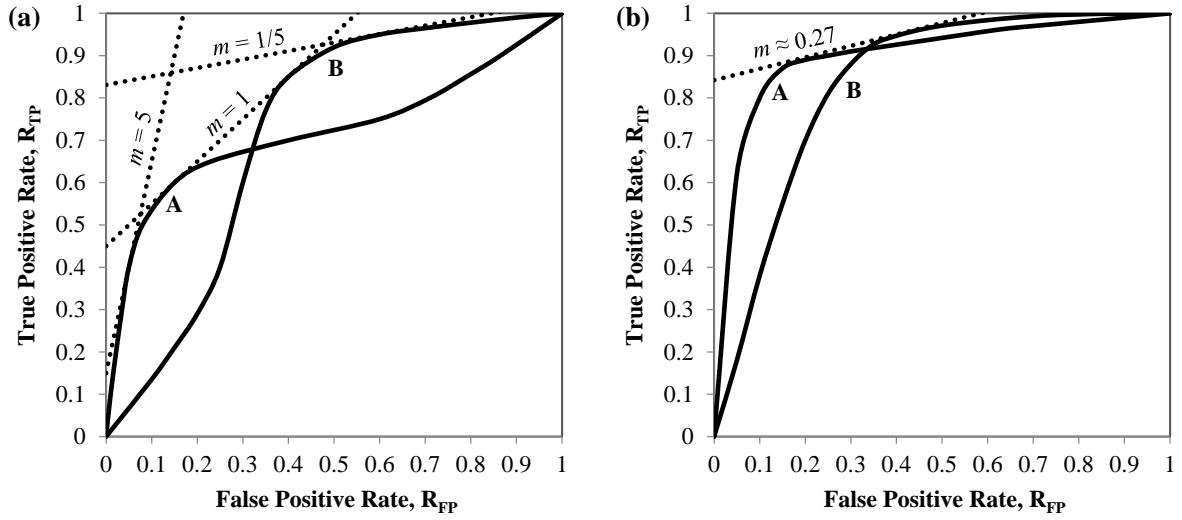 (a)
1
0.9
0.8
0.7
0.6
0.5
0.4
0.3
0.2
0.1
0
True Positive Rate, R_TP
m = 1/5
m = 1
m = 5
A
B
0 0.1 0.2 0.3 0.4 0.5 0.6 0.7 0.8 0.9 1
False Positive Rate, R_FP
(b)
1
0.9
0.8
0.7
0.6
0.5
0.4
0.3
0.2
0.1
0
True Positive Rate, R_TP
m ≈ 0.27
A
B
0 0.1 0.2 0.3 0.4 0.5 0.6 0.7 0.8 0.9 1
False Positive Rate, R_FP